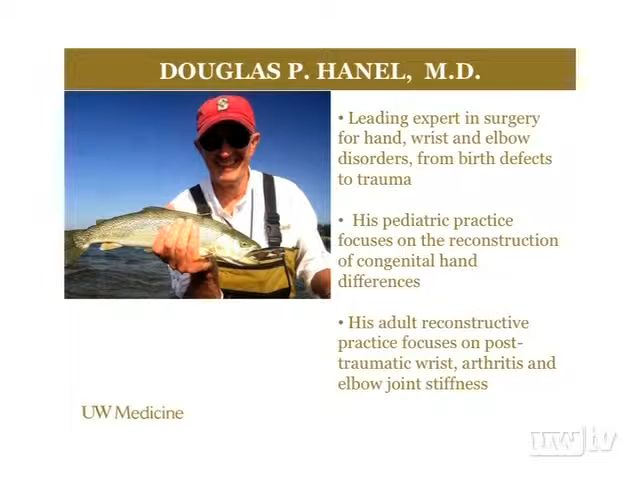 DOUGLAS P. HANEL, M.D.
S
• Leading expert in surgery
for hand, wrist and elbow
disorders, from birth defects
to trauma
• His pediatric practice
focuses on the reconstruction
of congenital hand
differences
• His adult reconstructive
practice focuses on post-
traumatic wrist, arthritis and
elbow joint stiffness
UW Medicine
uwtv